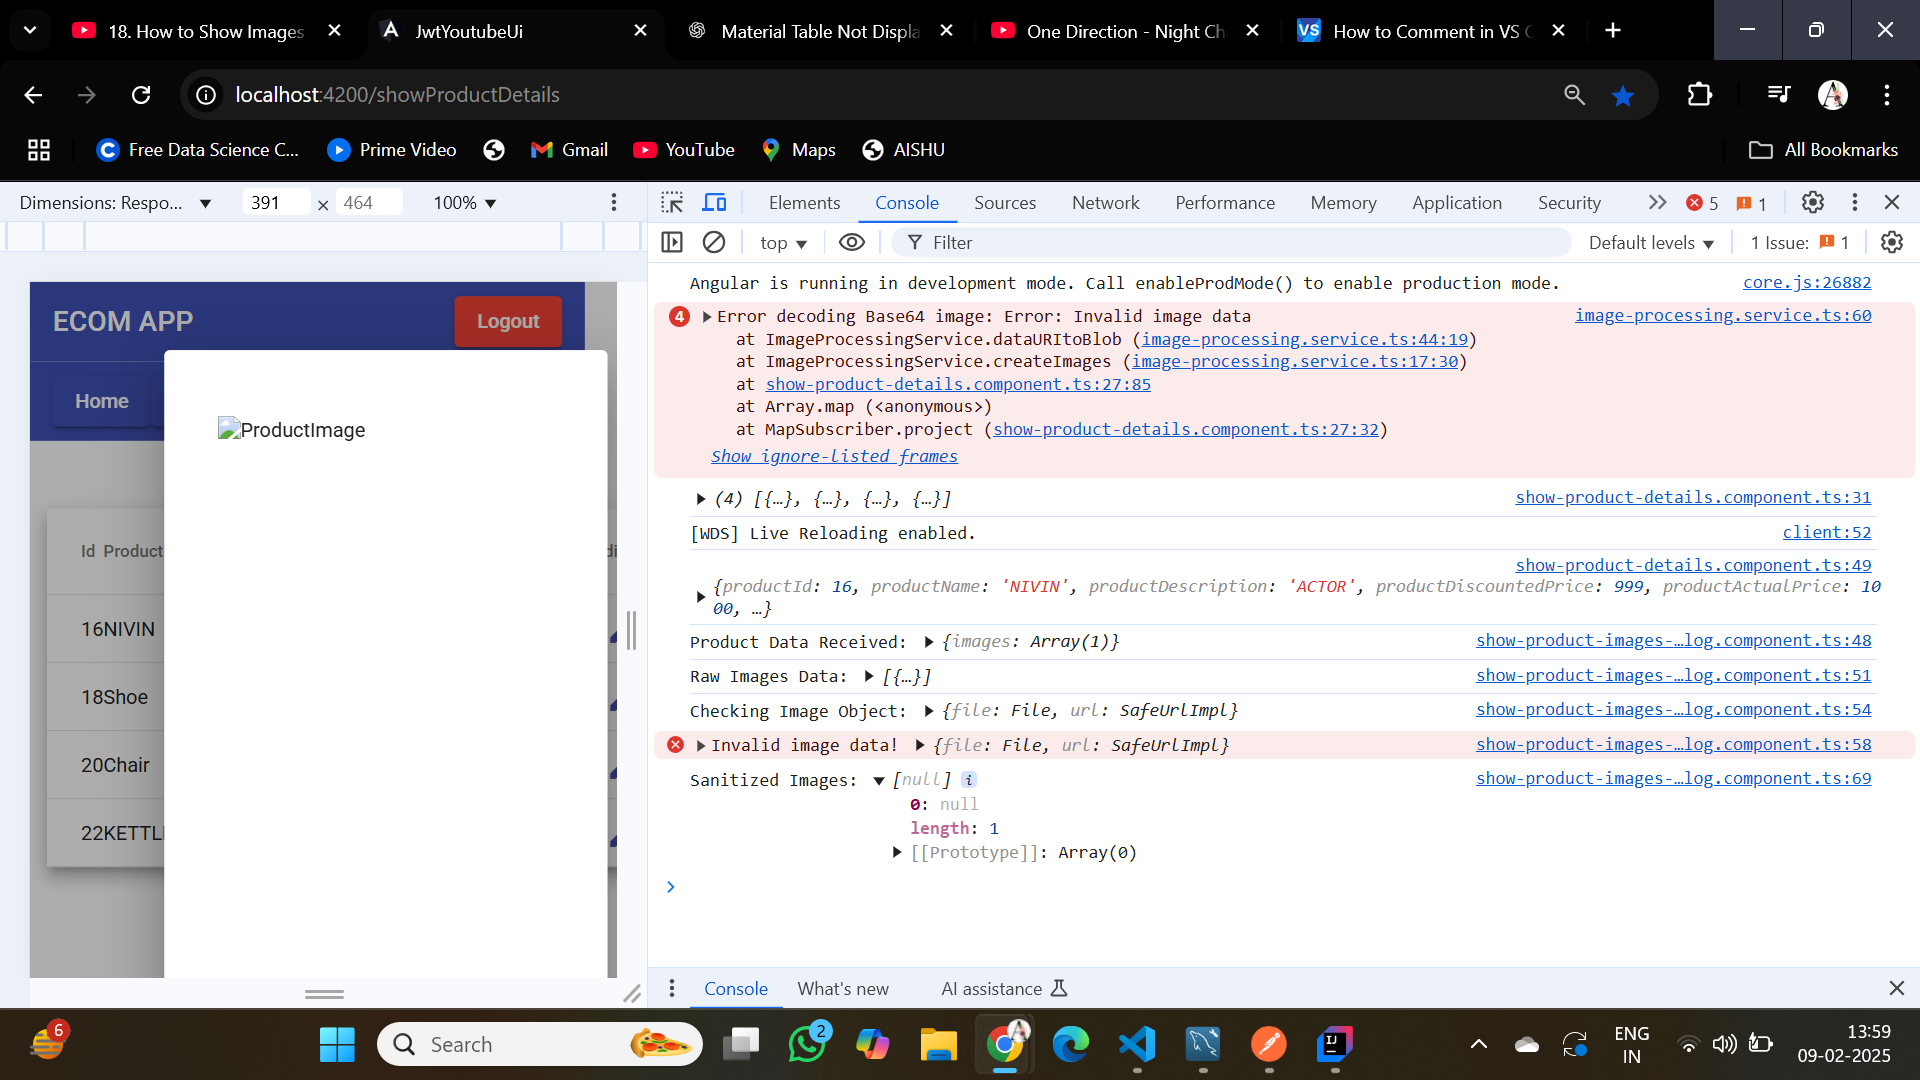 18. How to Show Images
JwtYoutubeUi
Material Table Not Displa
One Direction - Night Ch
VS
How to Comment in VS C
localhost:4200/showProductDetails
Free Data Science C...
Prime Video
Gmail
YouTube
Maps
AISHU
All Bookmarks
Dimensions: Respo...
391
×
464
100%
Elements
Console
Sources
Network
Performance
Memory
Application
Security
5
1
top
Filter
Default levels
1 Issue:
1
ECOM APP
Logout
Home
ProductImage
Id Product
di
16NIVIN
18Shoe
20Chair
22KETTL
Angular is running in development mode. Call enableProdMode() to enable production mode.
core.js:26882
4
Error decoding Base64 image: Error: Invalid image data
image-processing.service.ts:60
at ImageProcessingService.dataURItoBlob (image-processing.service.ts:44:19)
at ImageProcessingService.createImages (image-processing.service.ts:17:30)
at show-product-details.component.ts:27:85
at Array.map (<anonymous>)
at MapSubscriber.project (show-product-details.component.ts:27:32)
Show ignore-listed frames
(4) [{…}, {…}, {…}, {…}]
show-product-details.component.ts:31
[WDS] Live Reloading enabled.
client:52
show-product-details.component.ts:49
{productId: 16, productName: 'NIVIN', productDescription: 'ACTOR', productDiscountedPrice: 999, productActualPrice: 10
00, …}
Product Data Received: {images: Array(1)}
show-product-images-…log.component.ts:48
Raw Images Data: [{…}]
show-product-images-…log.component.ts:51
Checking Image Object: {file: File, url: SafeUrlImpl}
show-product-images-…log.component.ts:54
Invalid image data! {file: File, url: SafeUrlImpl}
show-product-images-…log.component.ts:58
Sanitized Images: [null] i
show-product-images-…log.component.ts:69
0: null
length: 1
[[Prototype]]: Array(0)
Console
What's new
AI assistance
6
Search
2
IJ
ENG
IN
13:59
09-02-2025